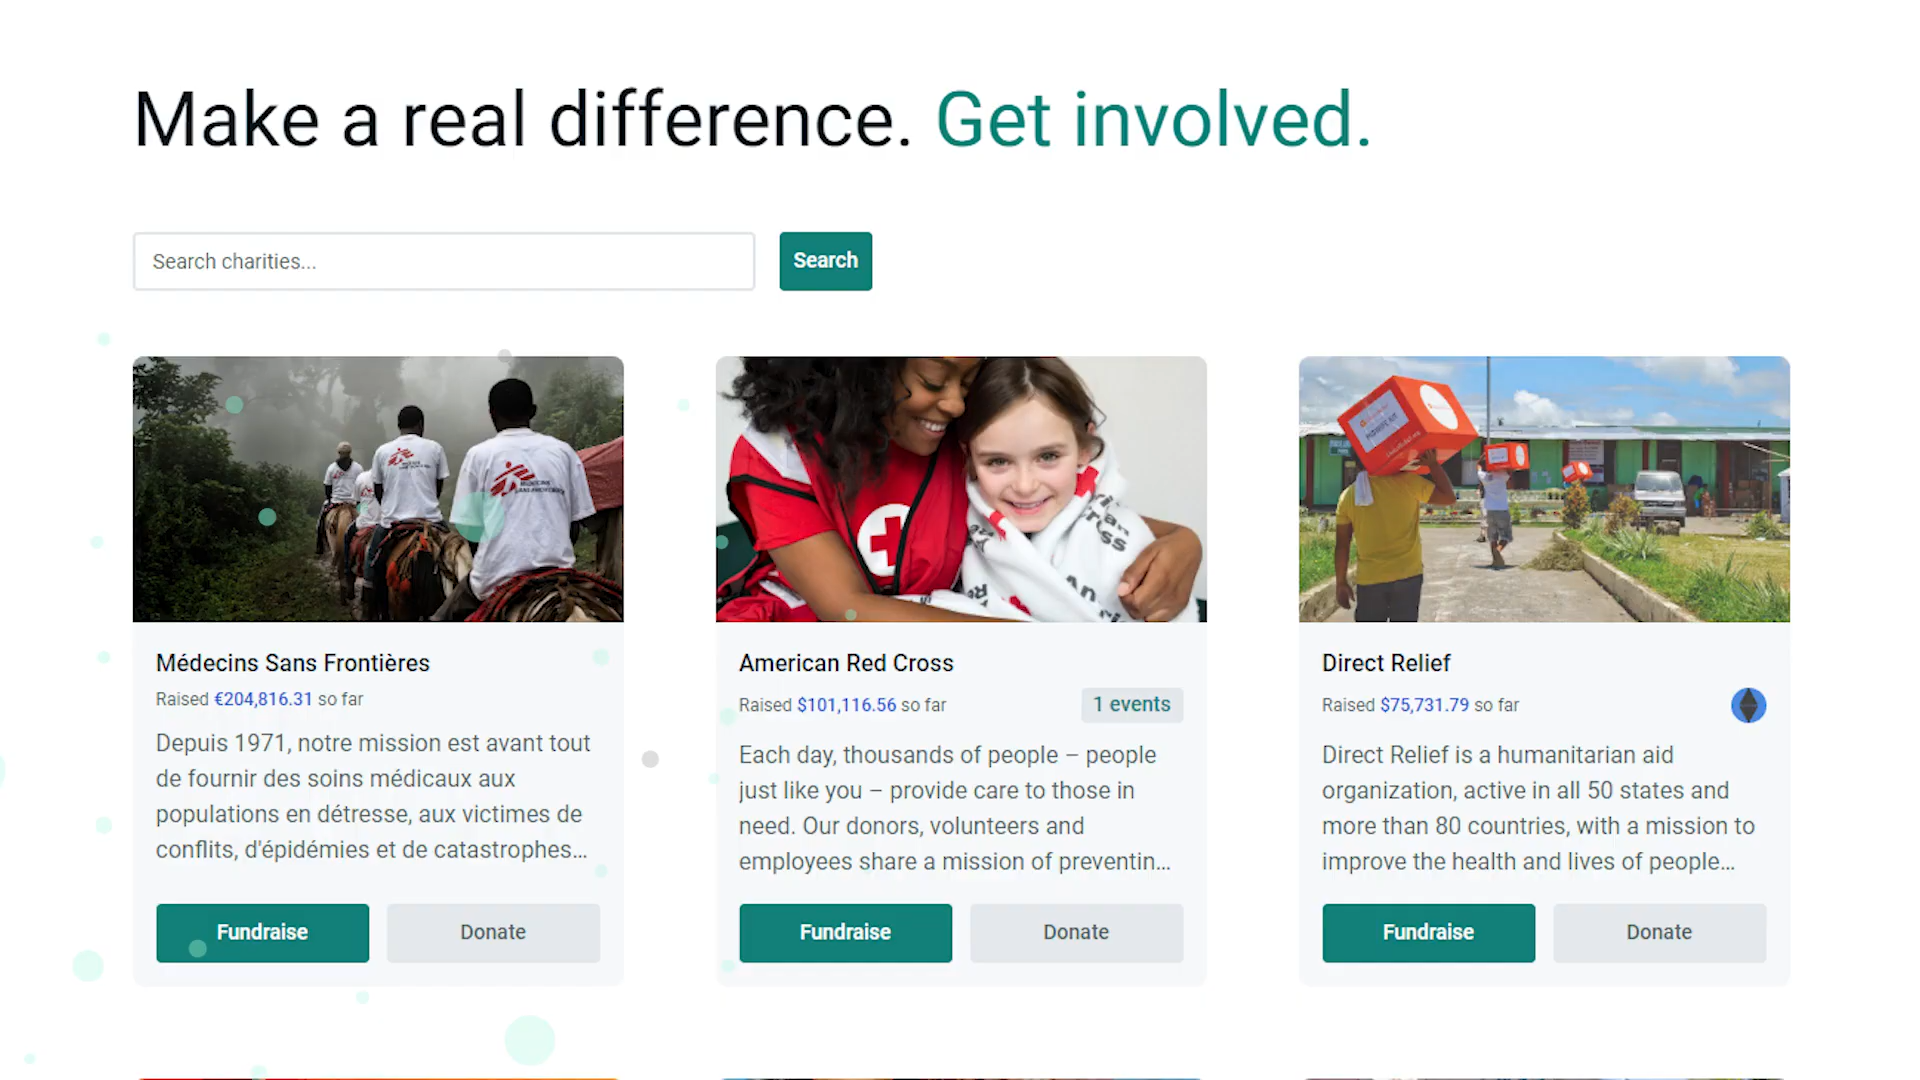 Make a real difference. Get involved.
Search charities...
Search
Médecins Sans Frontières
Raised €204,816.31 so far
Depuis 1971, notre mission est avant tout
de fournir des soins médicaux aux
populations en détresse, aux victimes de
conflits, d'épidémies et de catastrophes...
Fundraise
Donate
American Red Cross
Raised $101,116.56 so far
1 events
Each day, thousands of people – people
just like you – provide care to those in
need. Our donors, volunteers and
employees share a mission of preventin...
Fundraise
Donate
Direct Relief
Raised $75,731.79 so far
Direct Relief is a humanitarian aid
organization, active in all 50 states and
more than 80 countries, with a mission to
improve the health and lives of people...
Fundraise
Donate